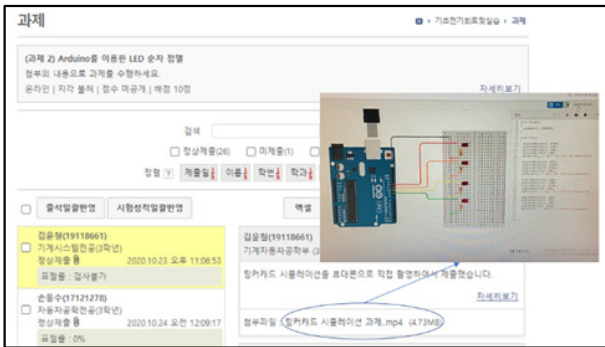 과제
기초전기회로및실습 › 과제
(과제 2) Arduino를 이용한 LED 순차 점멸
첨부의 내용으로 과제를 수행하세요.
온라인 | 지각 불허 | 점수 미공개 | 배점 10점
자세히보기
검색
정상제출(26) 미제출(1)
정렬 ? 제출일 이름 학번 학과
출석일괄반영 시험성적일괄반영 엑셀
김윤철(19118661)
기계시스템전공(3학년)
정상제출 2020.10.23 오후 11:06:53
표절율 : 검사불가
손동수(17121278)
자동차공학전공(3학년)
정상제출 2020.10.24 오전 12:09:17
표절율 : 0%
김윤철(19118661)
기계자동차공학부 (3
팅커카드 시뮬레이션을 휴대폰으로 직접 촬영하여서 제출했습니다.
자세히보기
첨부파일 : 팅커카드 시뮬레이션 과제.mp4 (4.73MB)